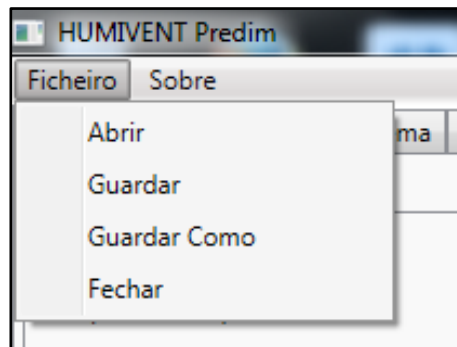 HUMIVENT Predim
Ficheiro Sobre
Abrir
Guardar
Guardar Como
Fechar